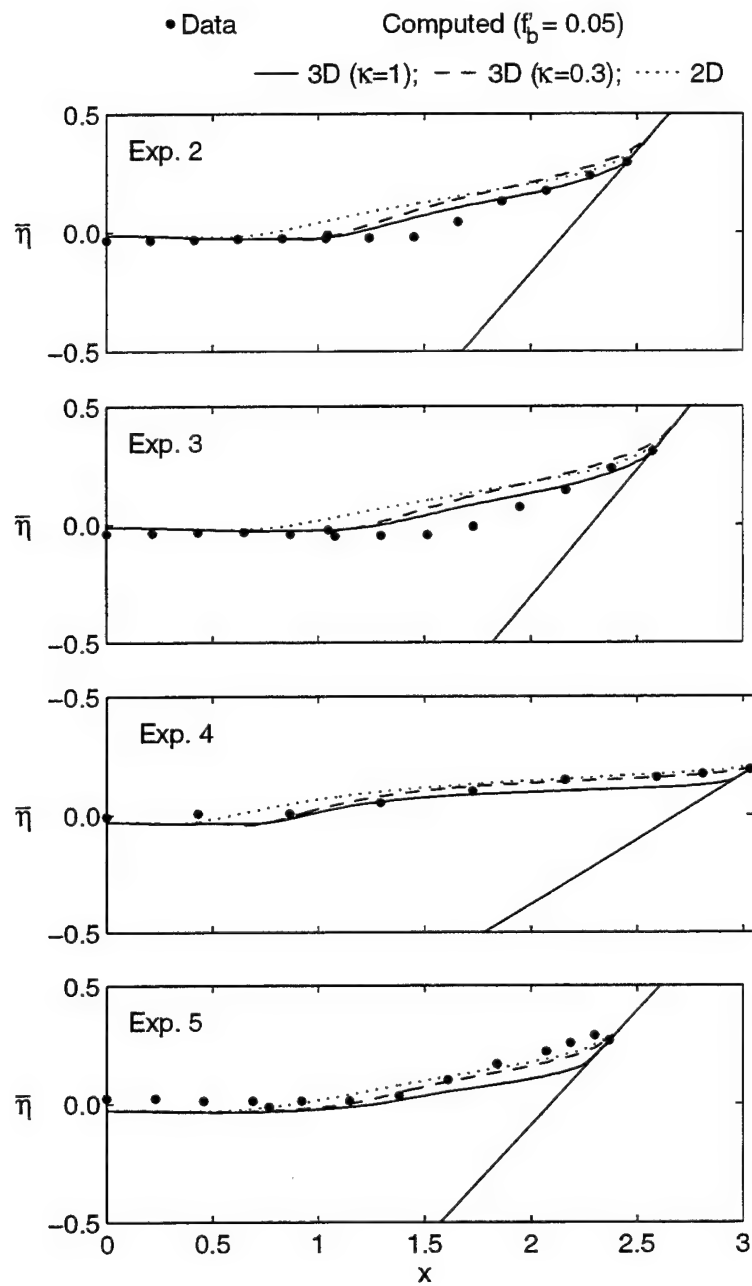 • Data Computed (f'b = 0.05)
3D (κ=1); 3D (κ=0.3); 2D
0.5
Exp. 2
η̄ 0.0
−0.5
0.5
Exp. 3
η̄ 0.0
−0.5
−0.5
Exp. 4
η̄ 0.0
−0.5
0.5
Exp. 5
η̄ 0.0
−0.5
0 0.5 1 1.5 2 2.5 3
x